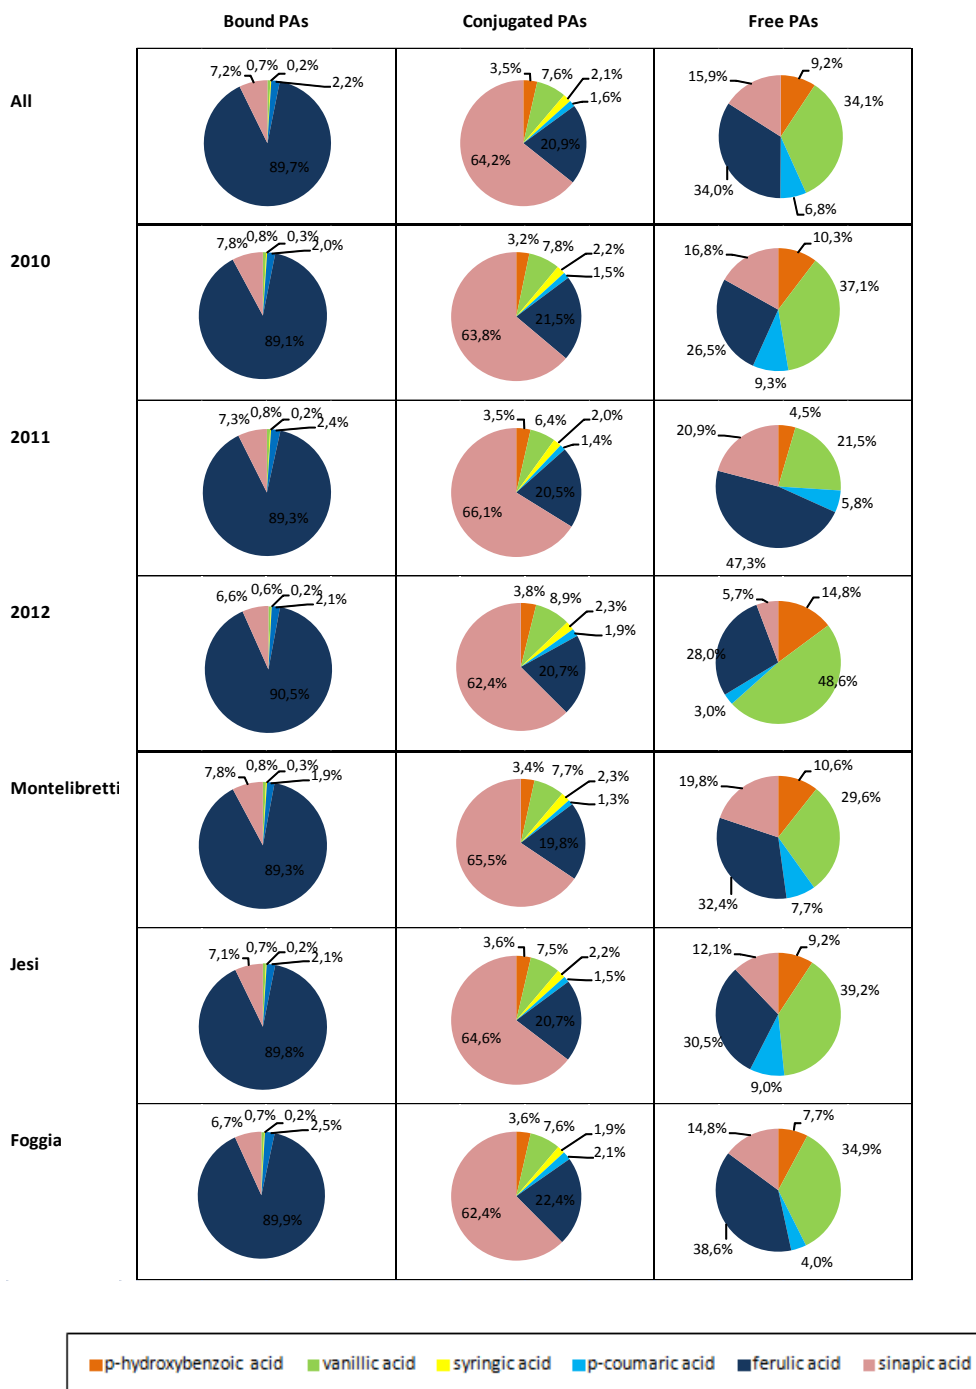 Bound PAs Conjugated PAs Free PAs
All
7,2% 0,7% 0,2% 2,2% 89,7%
3,5% 7,6% 2,1% 1,6% 20,9% 64,2%
15,9% 9,2% 34,1% 34,0% 6,8%
2010
7,8% 0,8% 0,3% 2,0% 89,1%
3,2% 7,8% 2,2% 1,5% 21,5% 63,8%
16,8% 10,3% 37,1% 26,5% 9,3%
2011
7,3% 0,8% 0,2% 2,4% 89,3%
3,5% 6,4% 2,0% 1,4% 20,5% 66,1%
20,9% 4,5% 21,5% 5,8% 47,3%
2012
6,6% 0,6% 0,2% 2,1% 90,5%
3,8% 8,9% 2,3% 1,9% 20,7% 62,4%
5,7% 14,8% 28,0% 48,6% 3,0%
Montelibretti
7,8% 0,8% 0,3% 1,9% 89,3%
3,4% 7,7% 2,3% 1,3% 19,8% 65,5%
19,8% 10,6% 29,6% 32,4% 7,7%
Jesi
7,1% 0,7% 0,2% 2,1% 89,8%
3,6% 7,5% 2,2% 1,5% 20,7% 64,6%
12,1% 9,2% 39,2% 30,5% 9,0%
Foggia
6,7% 0,7% 0,2% 2,5% 89,9%
3,6% 7,6% 1,9% 2,1% 22,4% 62,4%
14,8% 7,7% 34,9% 38,6% 4,0%
p-hydroxybenzoic acid vanillic acid syringic acid p-coumaric acid ferulic acid sinapic acid